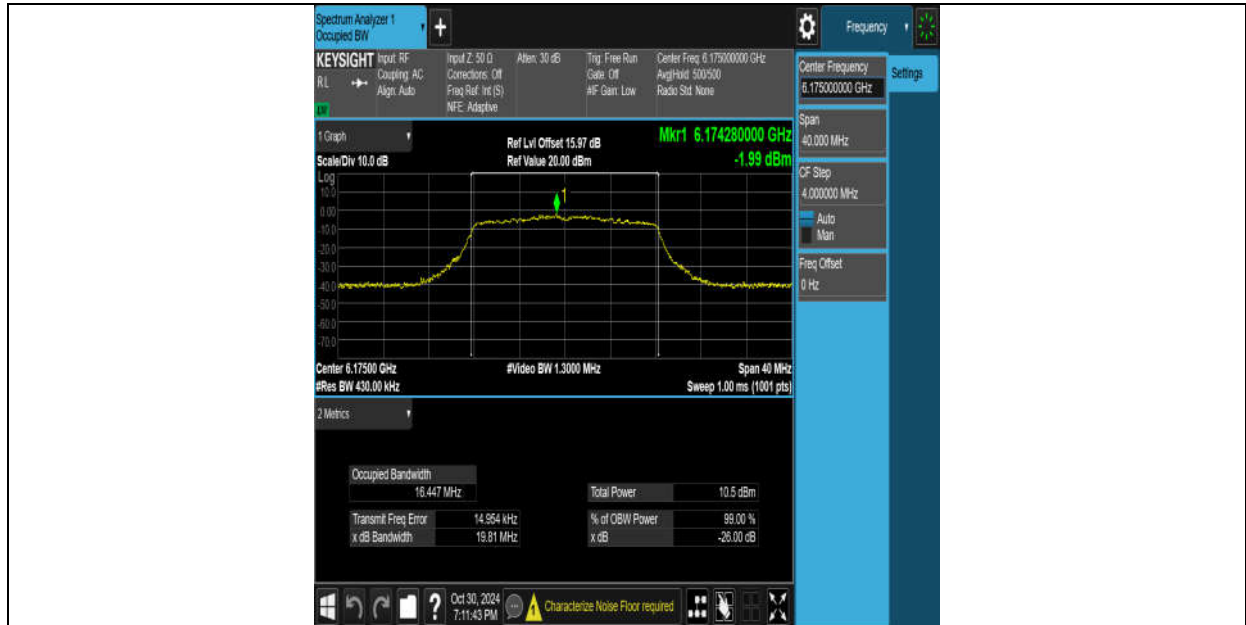 Spectrum Analyzer 1
Occupied BW
+
Frequency
KEYSIGHT
R L
Input: RF
Coupling: AC
Align: Auto
Input Z: 50 Ω
Corrections: Off
Freq Ref: Int (S)
NFE: Adaptive
Atten: 30 dB
Trig: Free Run
Gate: Off
#IF Gain: Low
Center Freq: 6.175000000 GHz
Avg|Hold: 500/500
Radio Std: None
Center Frequency
6.175000000 GHz
Settings
Span
40.000 MHz
CF Step
4.000000 MHz
Auto
Man
Freq Offset
0 Hz
1 Graph
Ref Lvl Offset 15.97 dB
Mkr1 6.174280000 GHz
Scale/Div 10.0 dB
Ref Value 20.00 dBm
-1.99 dBm
Log
10.0
0.00
-10.0
-20.0
-30.0
-40.0
-50.0
-60.0
-70.0
1
Center 6.17500 GHz
#Video BW 1.3000 MHz
Span 40 MHz
#Res BW 430.00 kHz
Sweep 1.00 ms (1001 pts)
2 Metrics
Occupied Bandwidth
16.447 MHz
Total Power 10.5 dBm
Transmit Freq Error 14.954 kHz
% of OBW Power 99.00 %
x dB Bandwidth 19.81 MHz
x dB -26.00 dB
?
Oct 30, 2024
7:11:43 PM
Characterize Noise Floor required